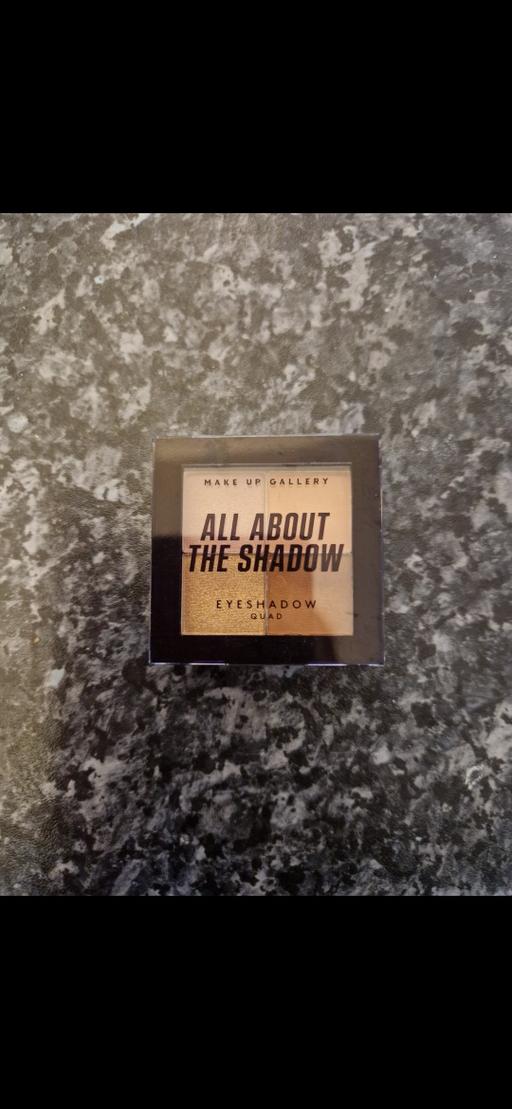 MAKE UP GALLERY
ALL ABOUT
THE SHADOW
EYESHADOW
QUAD